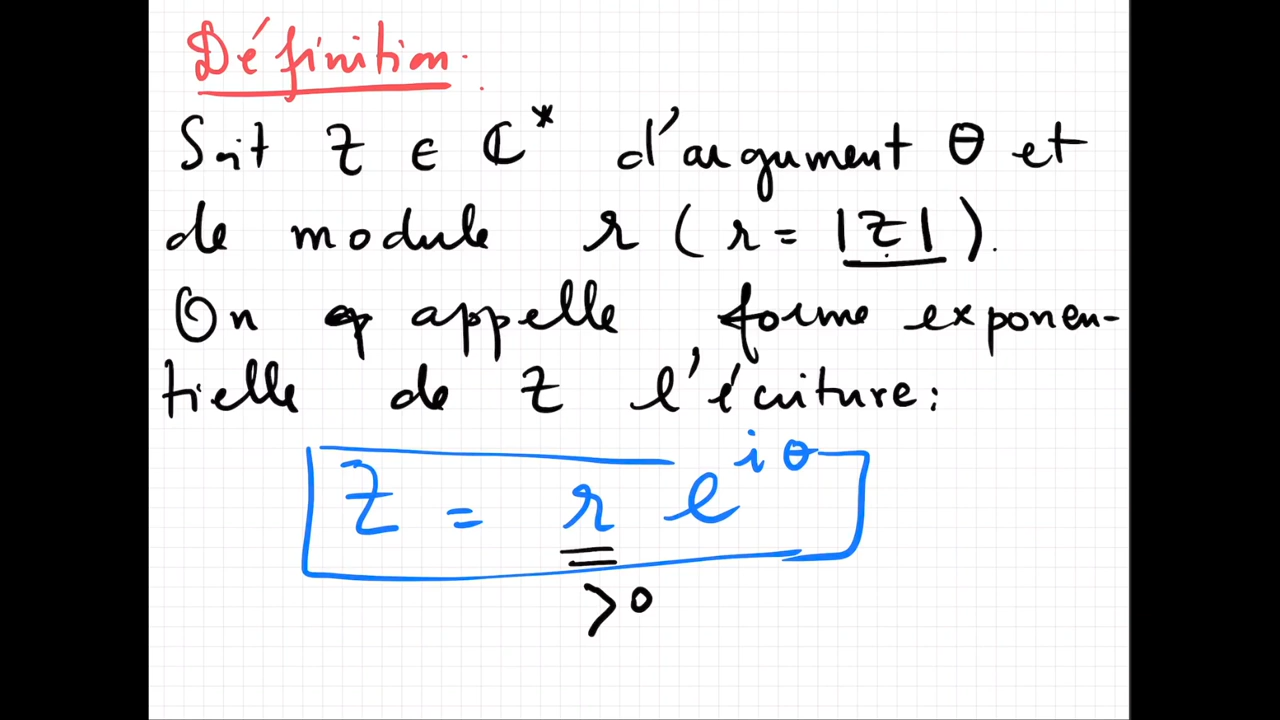 Définition.
Soit z ∈ ℂ* d'argument θ et
de module r ( r = |z| ).
On appelle forme exponen-
tielle de z l'écriture :
z = r e^{iθ}
> 0